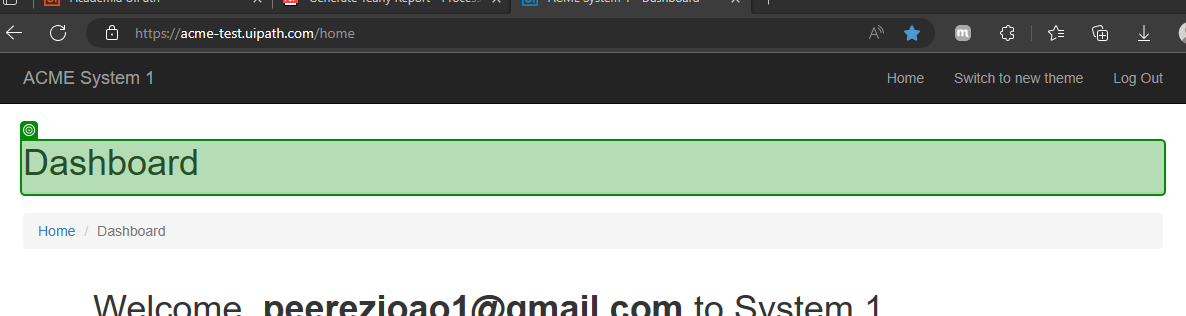 Academia UiPath
Generate Yearly Report - Proces
ACME System 1 - Dashboard
https://acme-test.uipath.com/home
ACME System 1
Home
Switch to new theme
Log Out
Dashboard
Home / Dashboard
Welcome, peerezjoao1@gmail.com to System 1